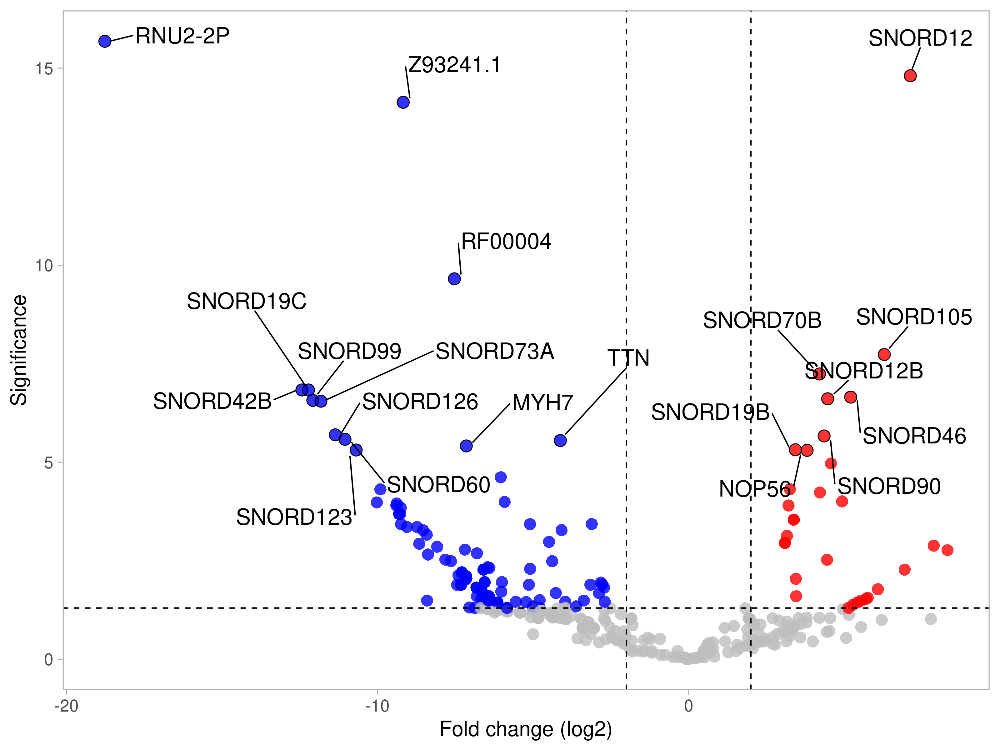 RNU2-2P
SNORD12
Z93241.1
15
RF00004
10
SNORD19C
SNORD70B
SNORD105
SNORD99
SNORD73A
TTN
SNORD12B
SNORD42B
SNORD126
MYH7
SNORD19B
SNORD46
5
SNORD60
NOP56
SNORD90
SNORD123
0
-20
-10
0
Fold change (log2)
Significance